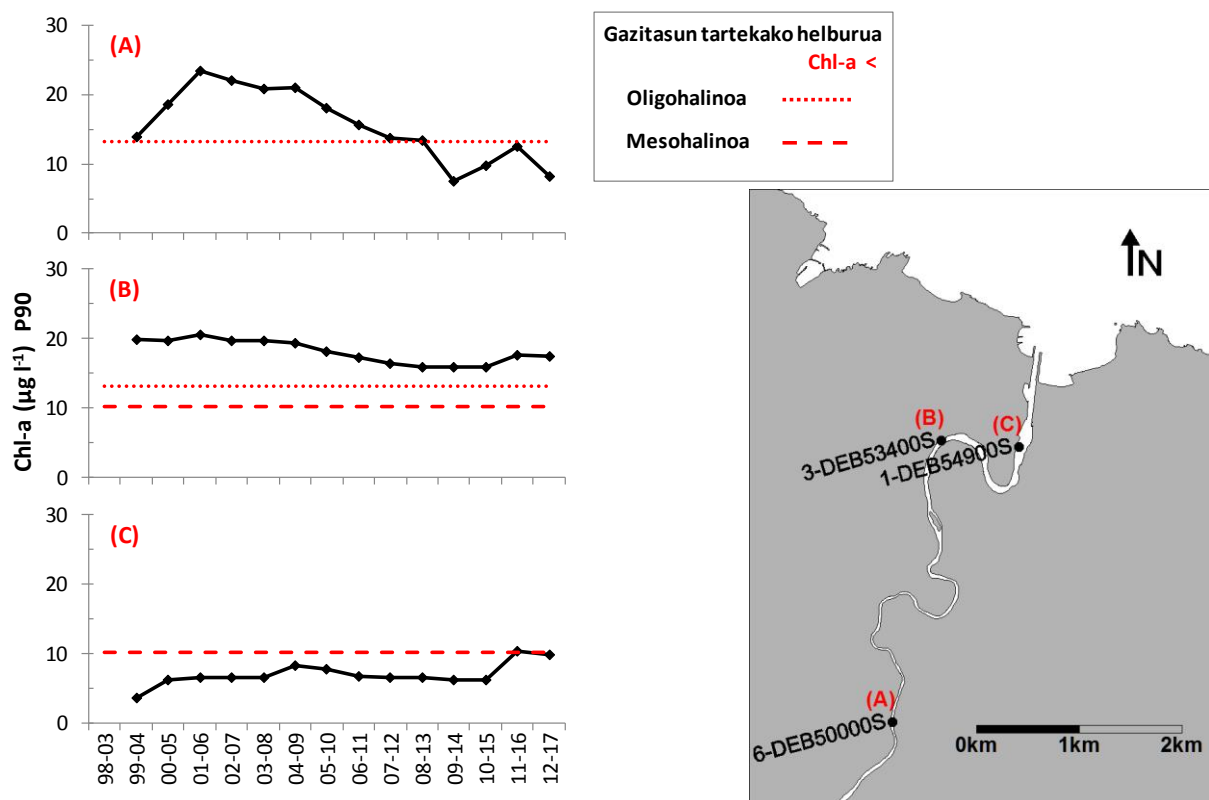 Chl-a (µg l-1) P90
(A)
30
20
10
0
(B)
30
20
10
0
(C)
30
20
10
0
98-03
99-04
00-05
01-06
02-07
03-08
04-09
05-10
06-11
07-12
08-13
09-14
10-15
11-16
12-17
Gazitasun tartekako helburua
Chl-a <
Oligohalinoa
Mesohalinoa
N
(B)
(C)
3-DEB53400S
1-DEB54900S
(A)
6-DEB50000S
0km 1km 2km